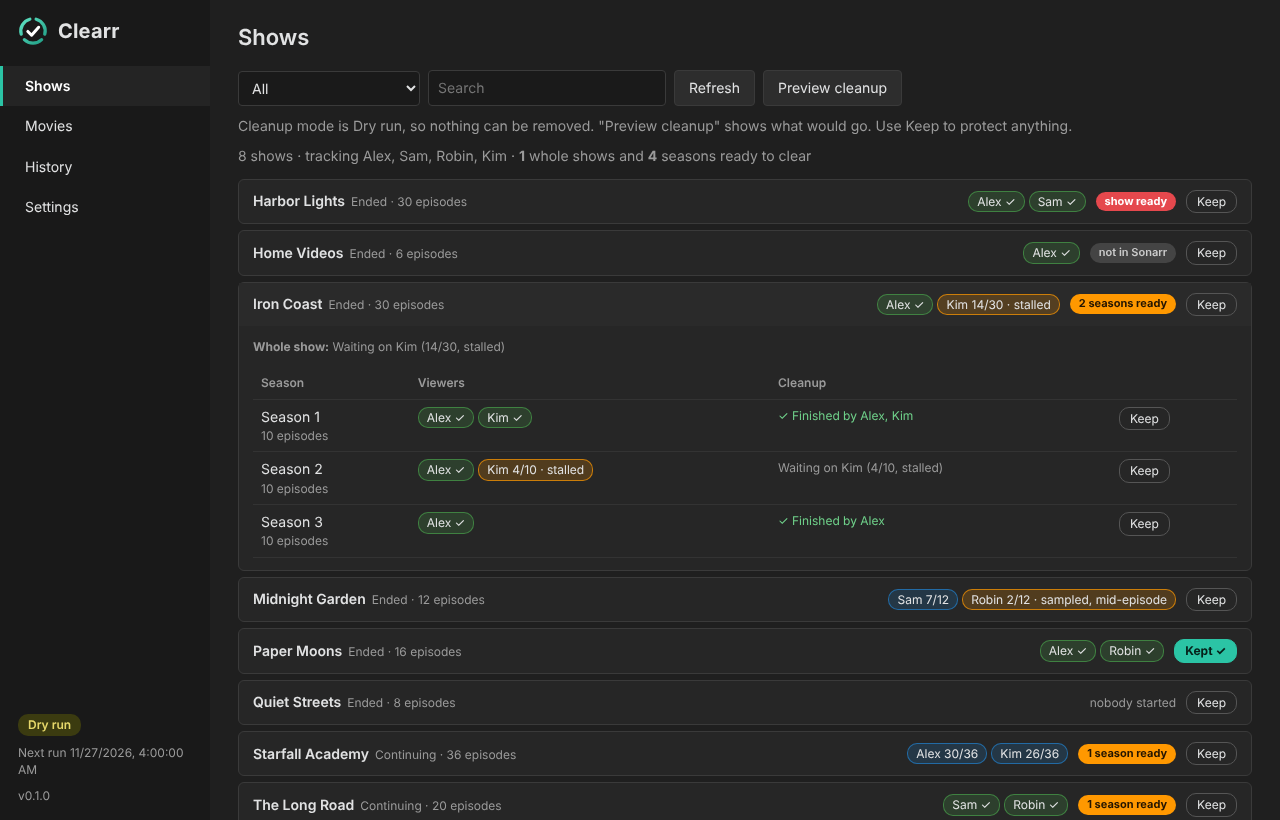 Clearr
Shows
Movies
History
Settings
Dry run
Next run 11/27/2026, 4:00:00
AM
v0.1.0
Shows
All Search Refresh Preview cleanup
Cleanup mode is Dry run, so nothing can be removed. "Preview cleanup" shows what would go. Use Keep to protect anything.
8 shows · tracking Alex, Sam, Robin, Kim · 1 whole shows and 4 seasons ready to clear
Harbor Lights Ended · 30 episodes Alex ✓ Sam ✓ show ready Keep
Home Videos Ended · 6 episodes Alex ✓ not in Sonarr Keep
Iron Coast Ended · 30 episodes Alex ✓ Kim 14/30 · stalled 2 seasons ready Keep
Whole show: Waiting on Kim (14/30, stalled)
Season Viewers Cleanup
Season 1 Alex ✓ Kim ✓ ✓ Finished by Alex, Kim Keep
10 episodes
Season 2 Alex ✓ Kim 4/10 · stalled Waiting on Kim (4/10, stalled) Keep
10 episodes
Season 3 Alex ✓ ✓ Finished by Alex Keep
10 episodes
Midnight Garden Ended · 12 episodes Sam 7/12 Robin 2/12 · sampled, mid-episode Keep
Paper Moons Ended · 16 episodes Alex ✓ Robin ✓ Kept ✓
Quiet Streets Ended · 8 episodes nobody started Keep
Starfall Academy Continuing · 36 episodes Alex 30/36 Kim 26/36 1 season ready Keep
The Long Road Continuing · 20 episodes Sam ✓ Robin ✓ 1 season ready Keep